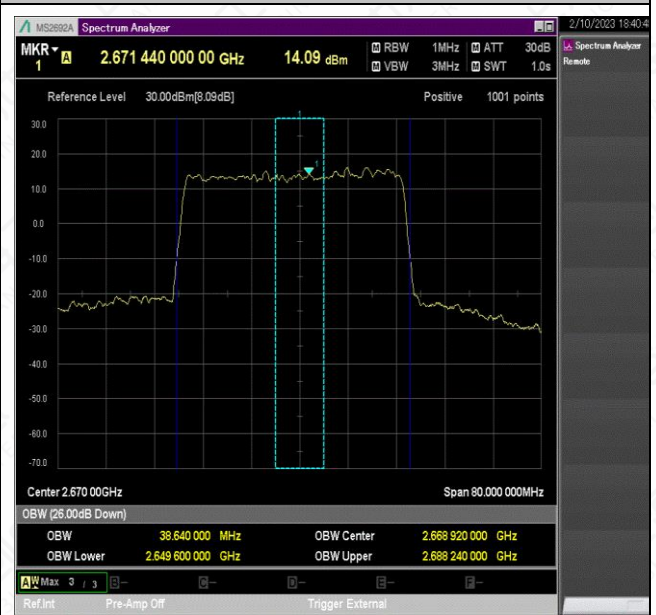 MS2692A Spectrum Analyzer
2/10/2023 18:40:4
MKR A 2.671 440 000 00 GHz 14.09 dBm M RBW 1MHz M ATT 30dB
1 M VBW 3MHz M SWT 1.0s
Spectrum Analyzer
Remote
Reference Level 30.00dBm[8.09dB] Positive 1001 points
30.0
20.0
10.0
0.0
-10.0
-20.0
-30.0
-40.0
-50.0
-60.0
-70.0
1
1
Center 2.670 00GHz Span 80.000 000MHz
OBW (26.00dB Down)
OBW 38.640 000 MHz OBW Center 2.668 920 000 GHz
OBW Lower 2.649 600 000 GHz OBW Upper 2.688 240 000 GHz
A W Max 3 / 3 B- C- D- E- F-
Ref.Int Pre-Amp Off Trigger External